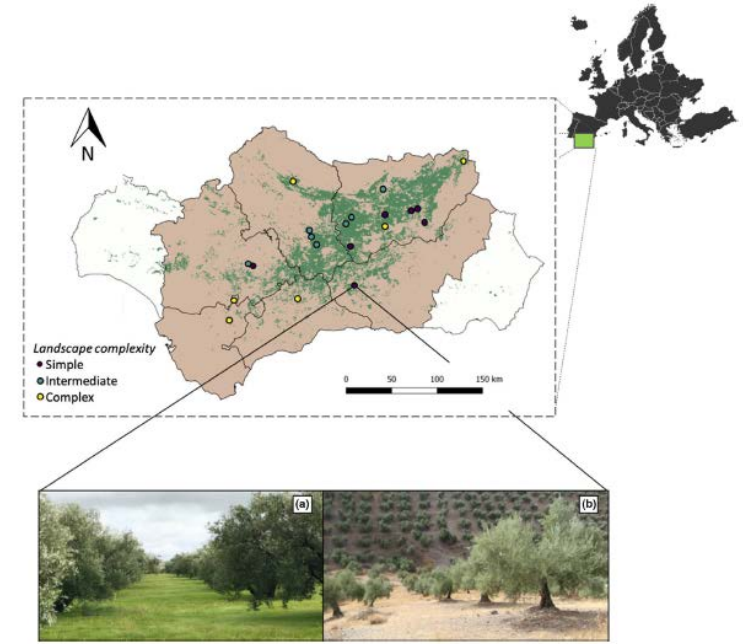 N
Landscape complexity
Simple
Intermediate
Complex
0 50 100 150 km
(a)
(b)